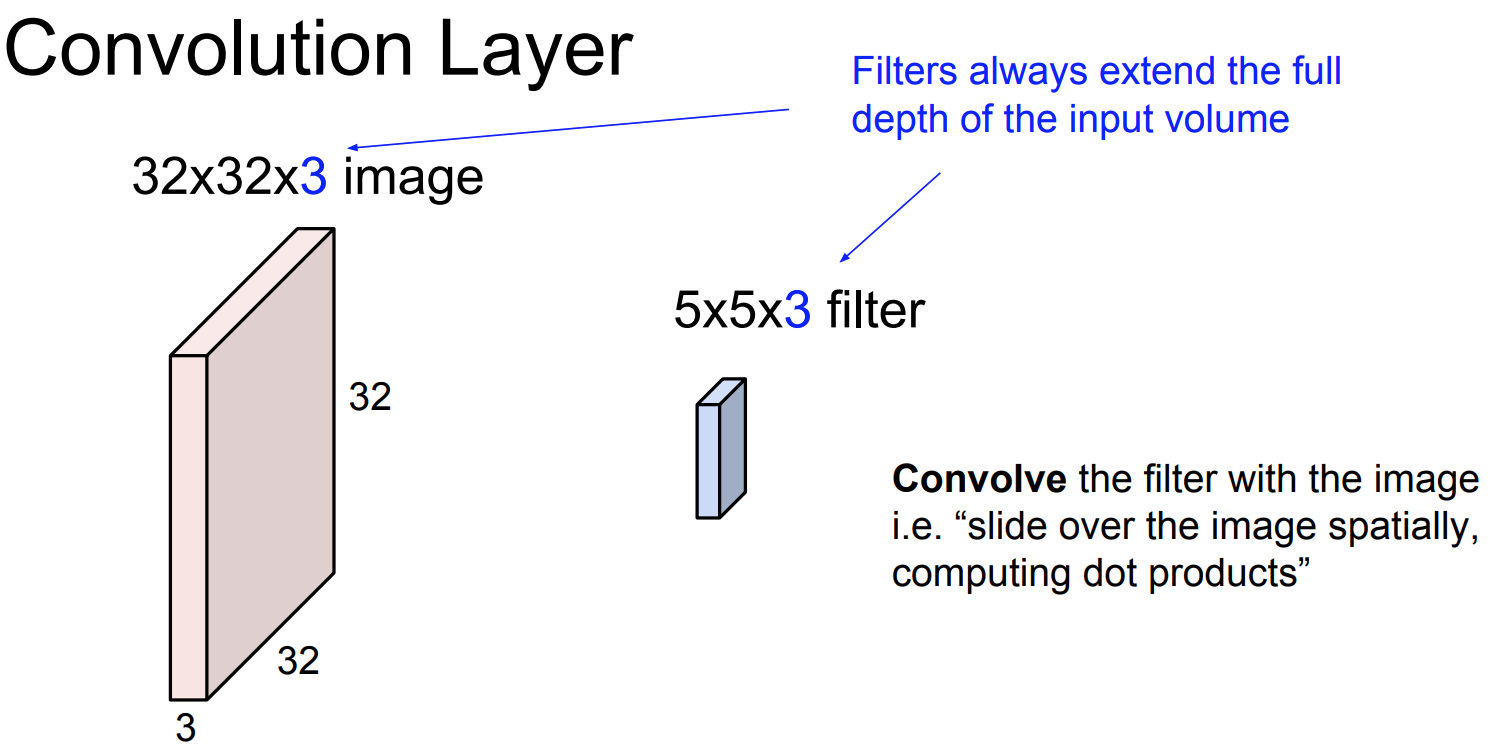 Convolution Layer
Filters always extend the full
depth of the input volume
32x32x3 image
5x5x3 filter
32
32
3
Convolve the filter with the image
i.e. “slide over the image spatially,
computing dot products”